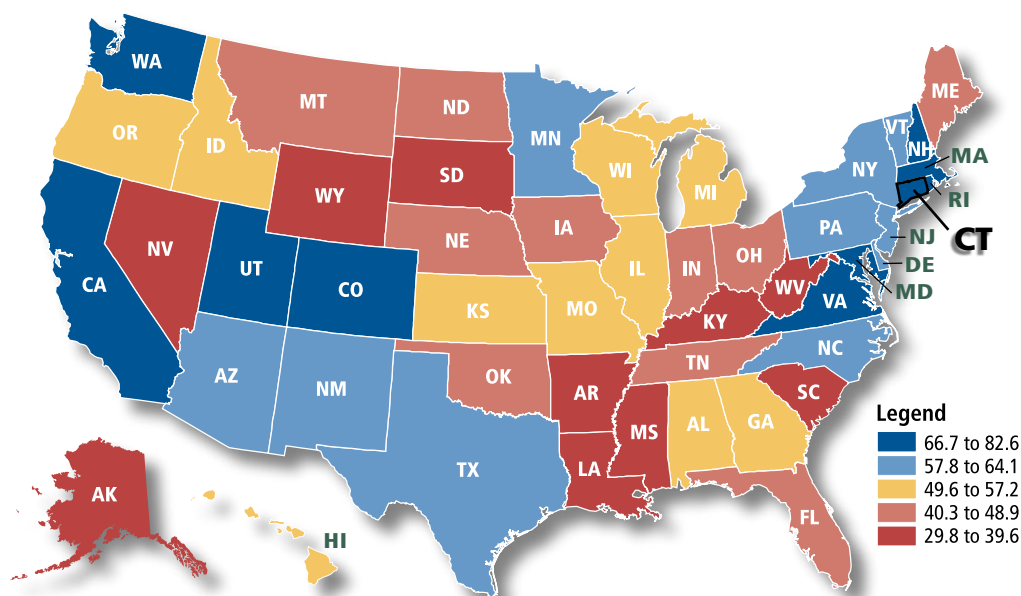 WA
MT
ND
MN
ME
VT
NH
OR
ID
WY
SD
WI
MI
NY
MA
RI
CT
NV
UT
CO
NE
IA
IL
IN
OH
PA
NJ
DE
MD
CA
KS
MO
KY
WV
VA
AZ
NM
OK
AR
TN
NC
SC
TX
LA
MS
AL
GA
FL
AK
HI
Legend
66.7 to 82.6
57.8 to 64.1
49.6 to 57.2
40.3 to 48.9
29.8 to 39.6